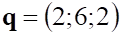 q = (2;6;2)